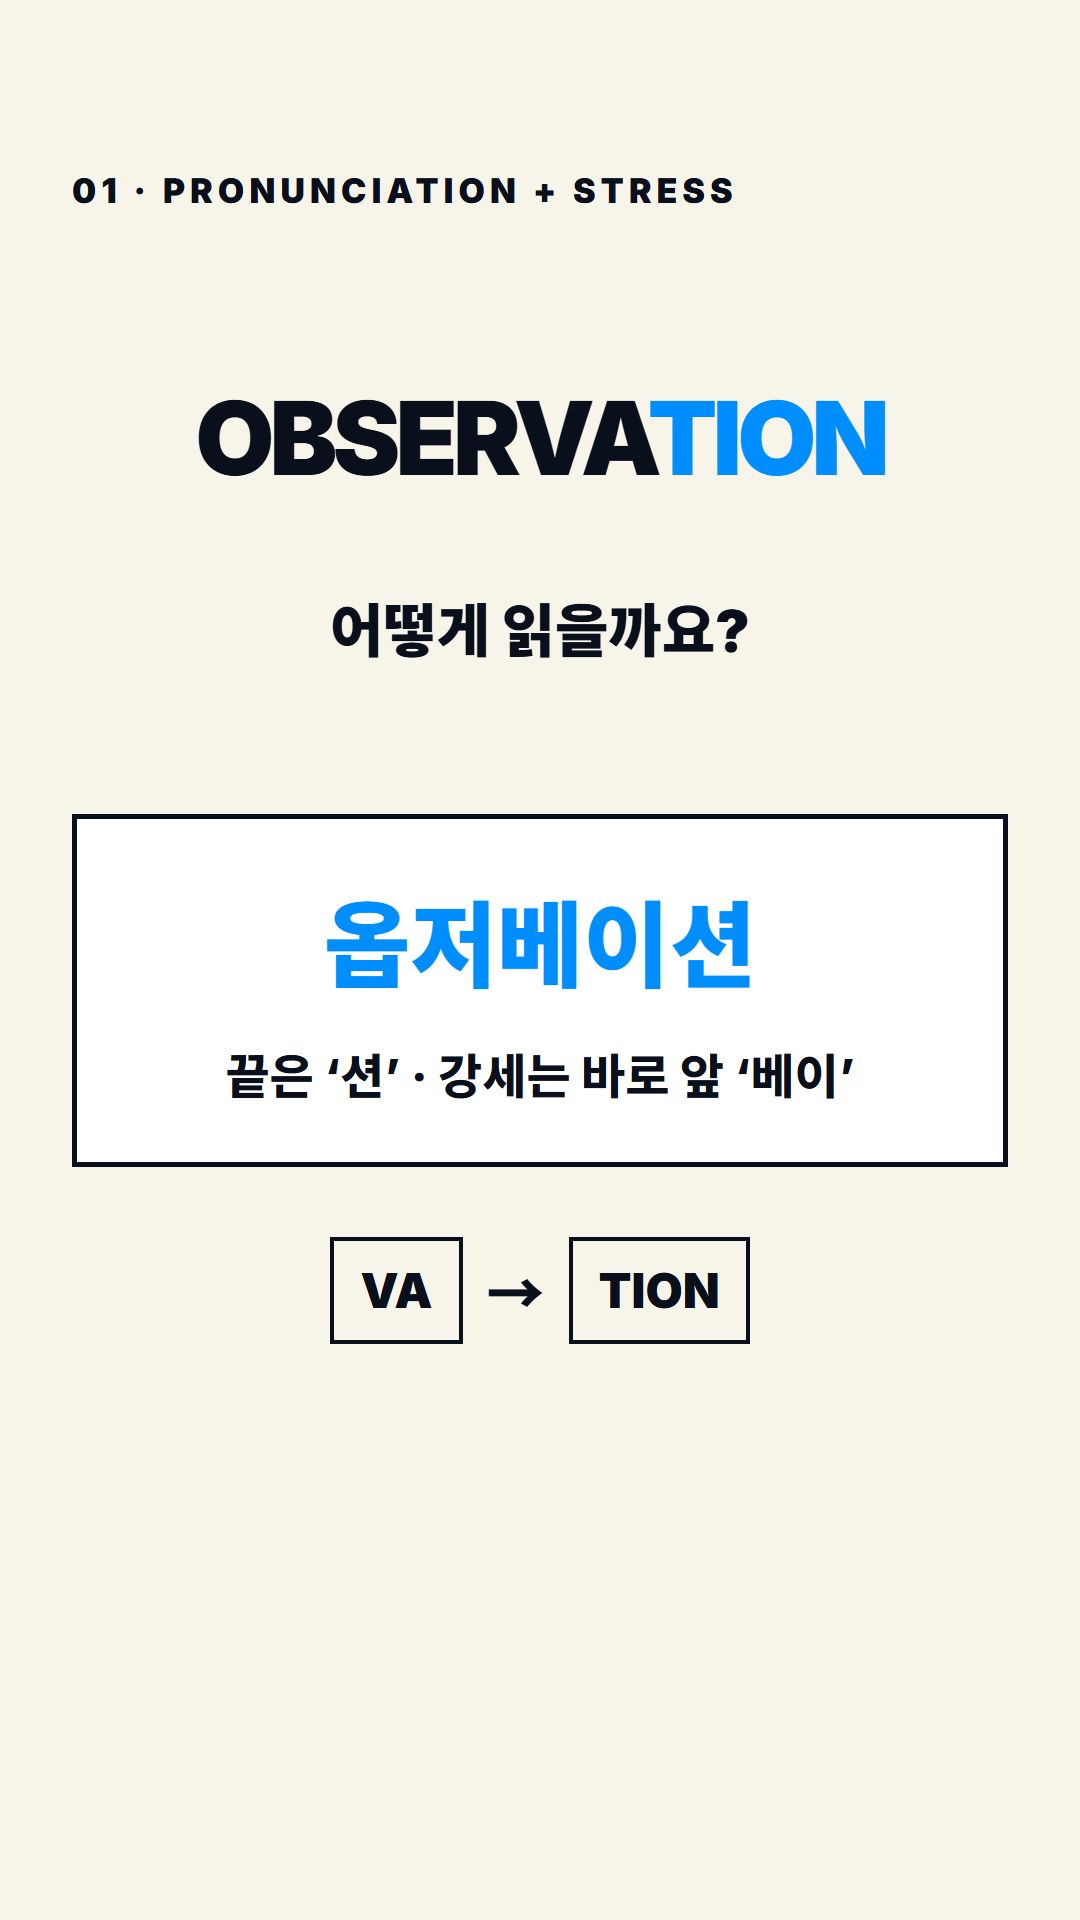 01 · PRONUNCIATION + STRESS
OBSERVATION
어떻게 읽을까요?
옵저베이션
끝은 ‘션’ · 강세는 바로 앞 ‘베이’
VA → TION